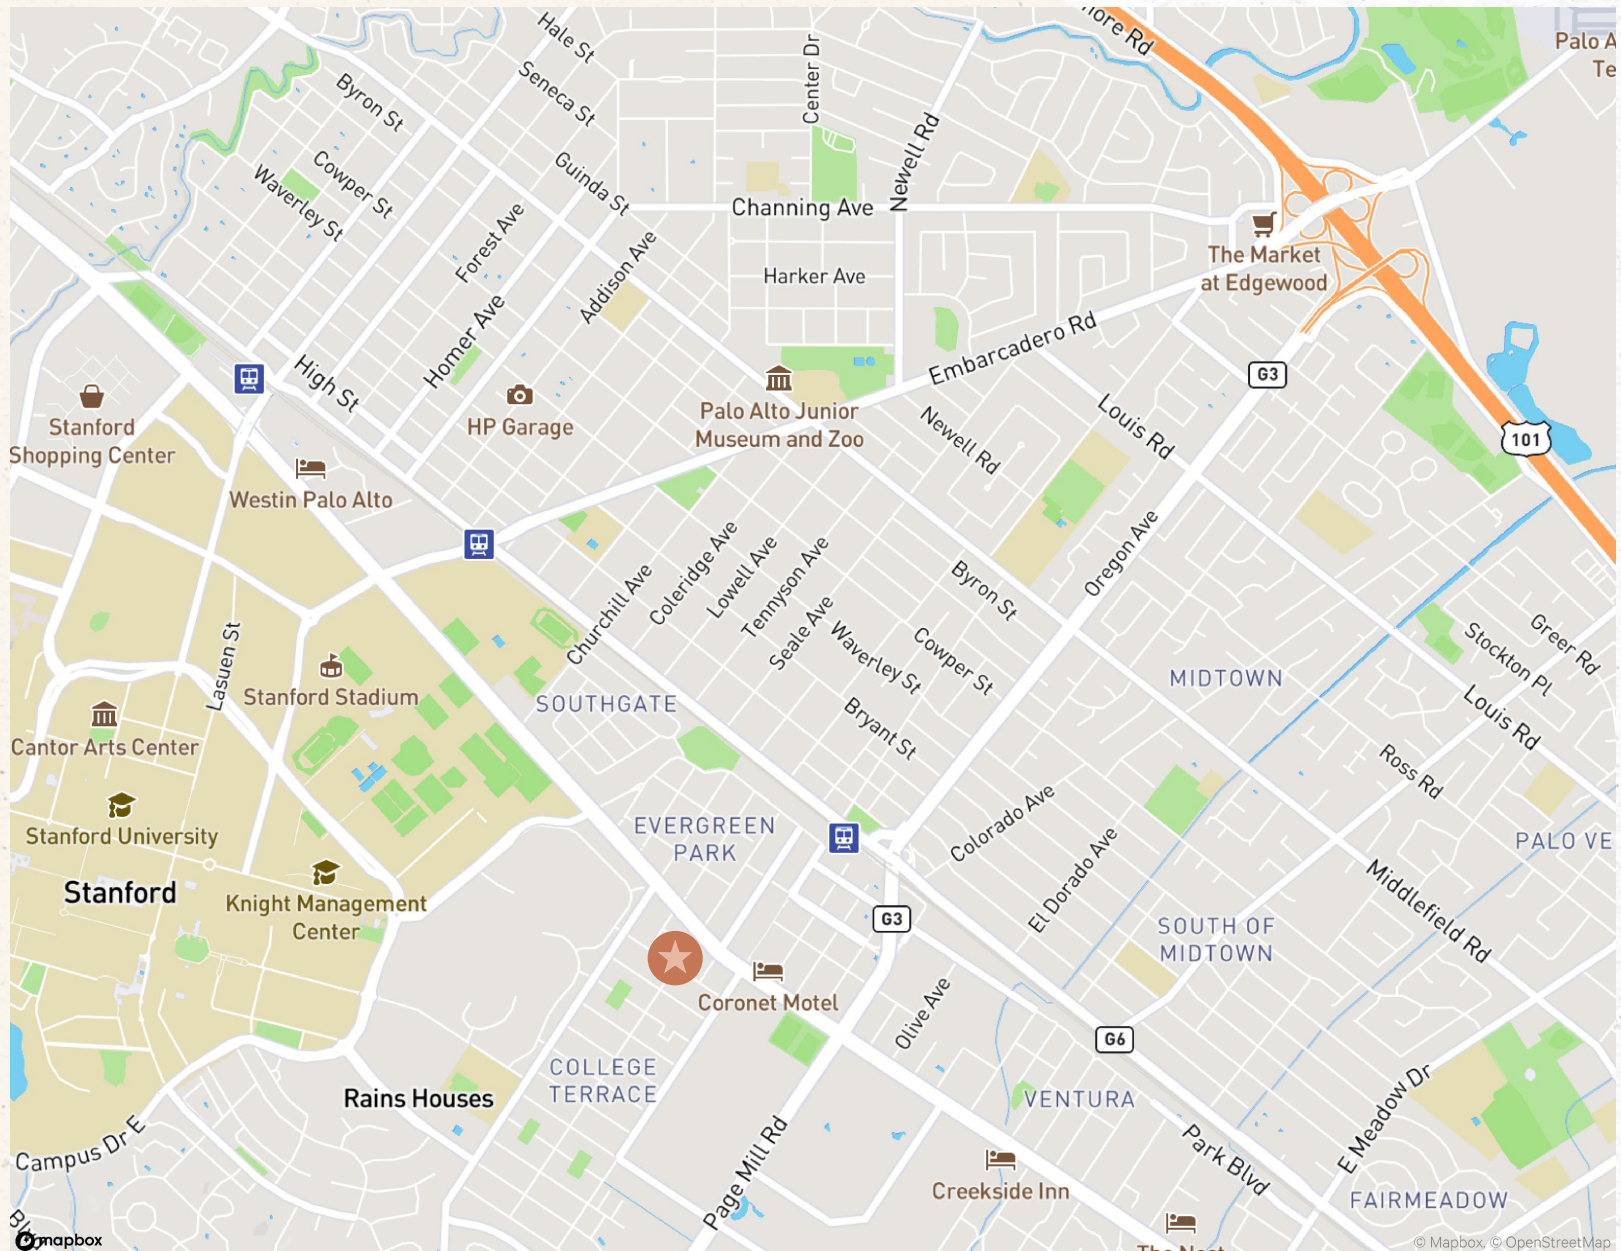 Hale St
Center Dr
more Rd
Palo A
Te
Seneca St
Byron St
Newell Rd
Guinda St
Cowper St
Waverley St
Channing Ave
Forest Ave
Addison Ave
The Market
at Edgewood
Harker Ave
Homer Ave
Embarcadero Rd
High St
G3
Stanford
Shopping Center
HP Garage
Palo Alto Junior
Museum and Zoo
Newell Rd
Louis Rd
101
Westin Palo Alto
Churchill Ave
Coleridge Ave
Lowell Ave
Tennyson Ave
Seale Ave
Oregon Ave
Byron St
Waverley St
Cowper St
Bryant St
Greer Rd
Stockton Pl
Louis Rd
Lasuen St
Stanford Stadium
SOUTHGATE
MIDTOWN
Cantor Arts Center
Ross Rd
Stanford University
EVERGREEN
PARK
Colorado Ave
El Dorado Ave
PALO VE
Middlefield Rd
Stanford
Knight Management
Center
G3
SOUTH OF
MIDTOWN
Coronet Motel
Olive Ave
G6
COLLEGE
TERRACE
Rains Houses
VENTURA
E Meadow Dr
Campus Dr E
Page Mill Rd
Park Blvd
Creekside Inn
FAIRMEADOW
mapbox
The Nest
© Mapbox, © OpenStreetMap